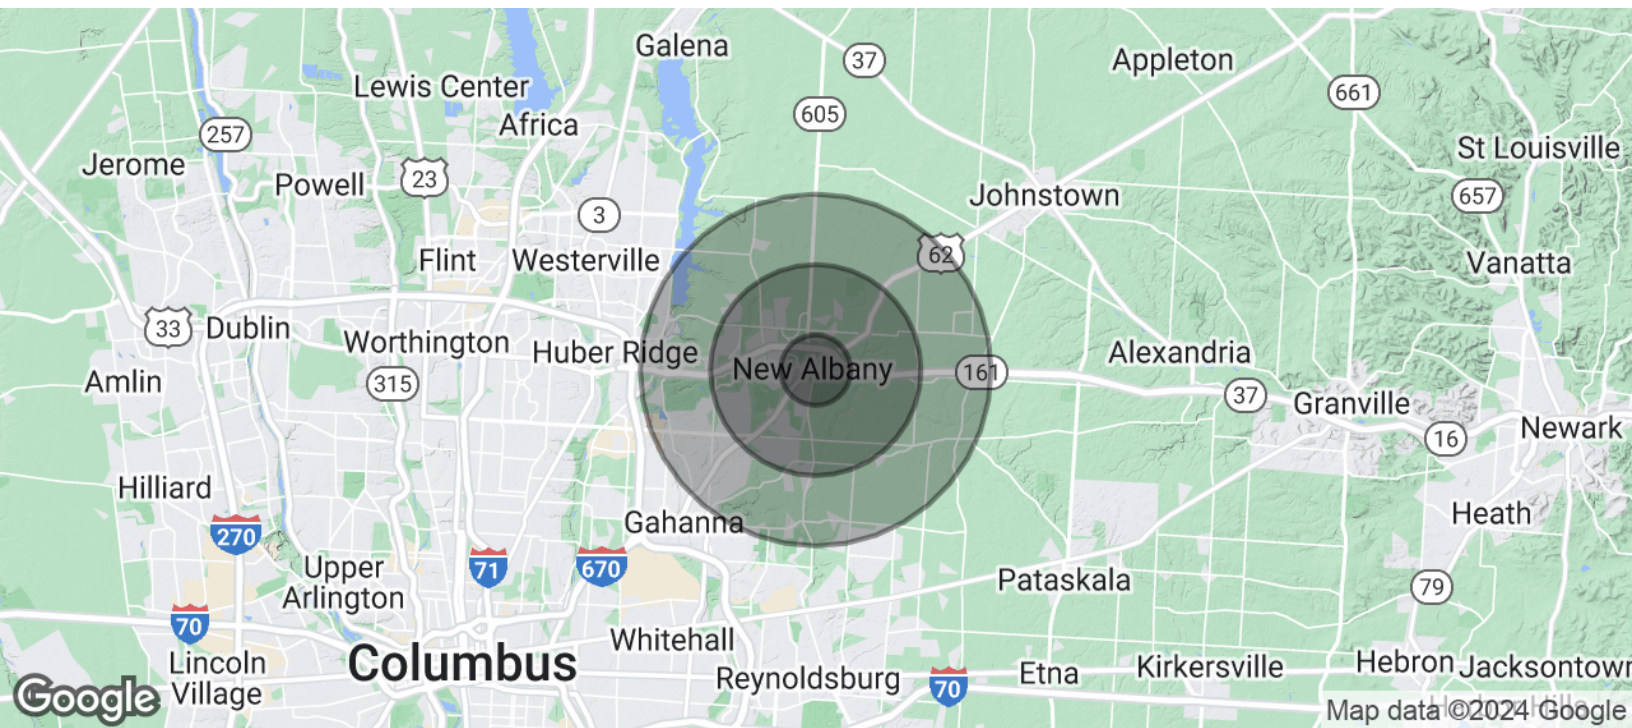 Galena
37
Appleton
Lewis Center
661
605
Africa
257
St Louisville
Jerome
Powell
23
Johnstown
657
3
62
Flint
Westerville
Vanatta
33
Dublin
Worthington
Huber Ridge
Alexandria
New Albany
161
Amlin
315
37
Granville
16
Newark
Hilliard
Heath
Gahanna
270
71
670
Upper
Arlington
Pataskala
79
70
Whitehall
Lincoln
Village
Columbus
Reynoldsburg
70
Etna
Kirkersville
Hebron
Jacksontown
Google
Map data ©2024 Google